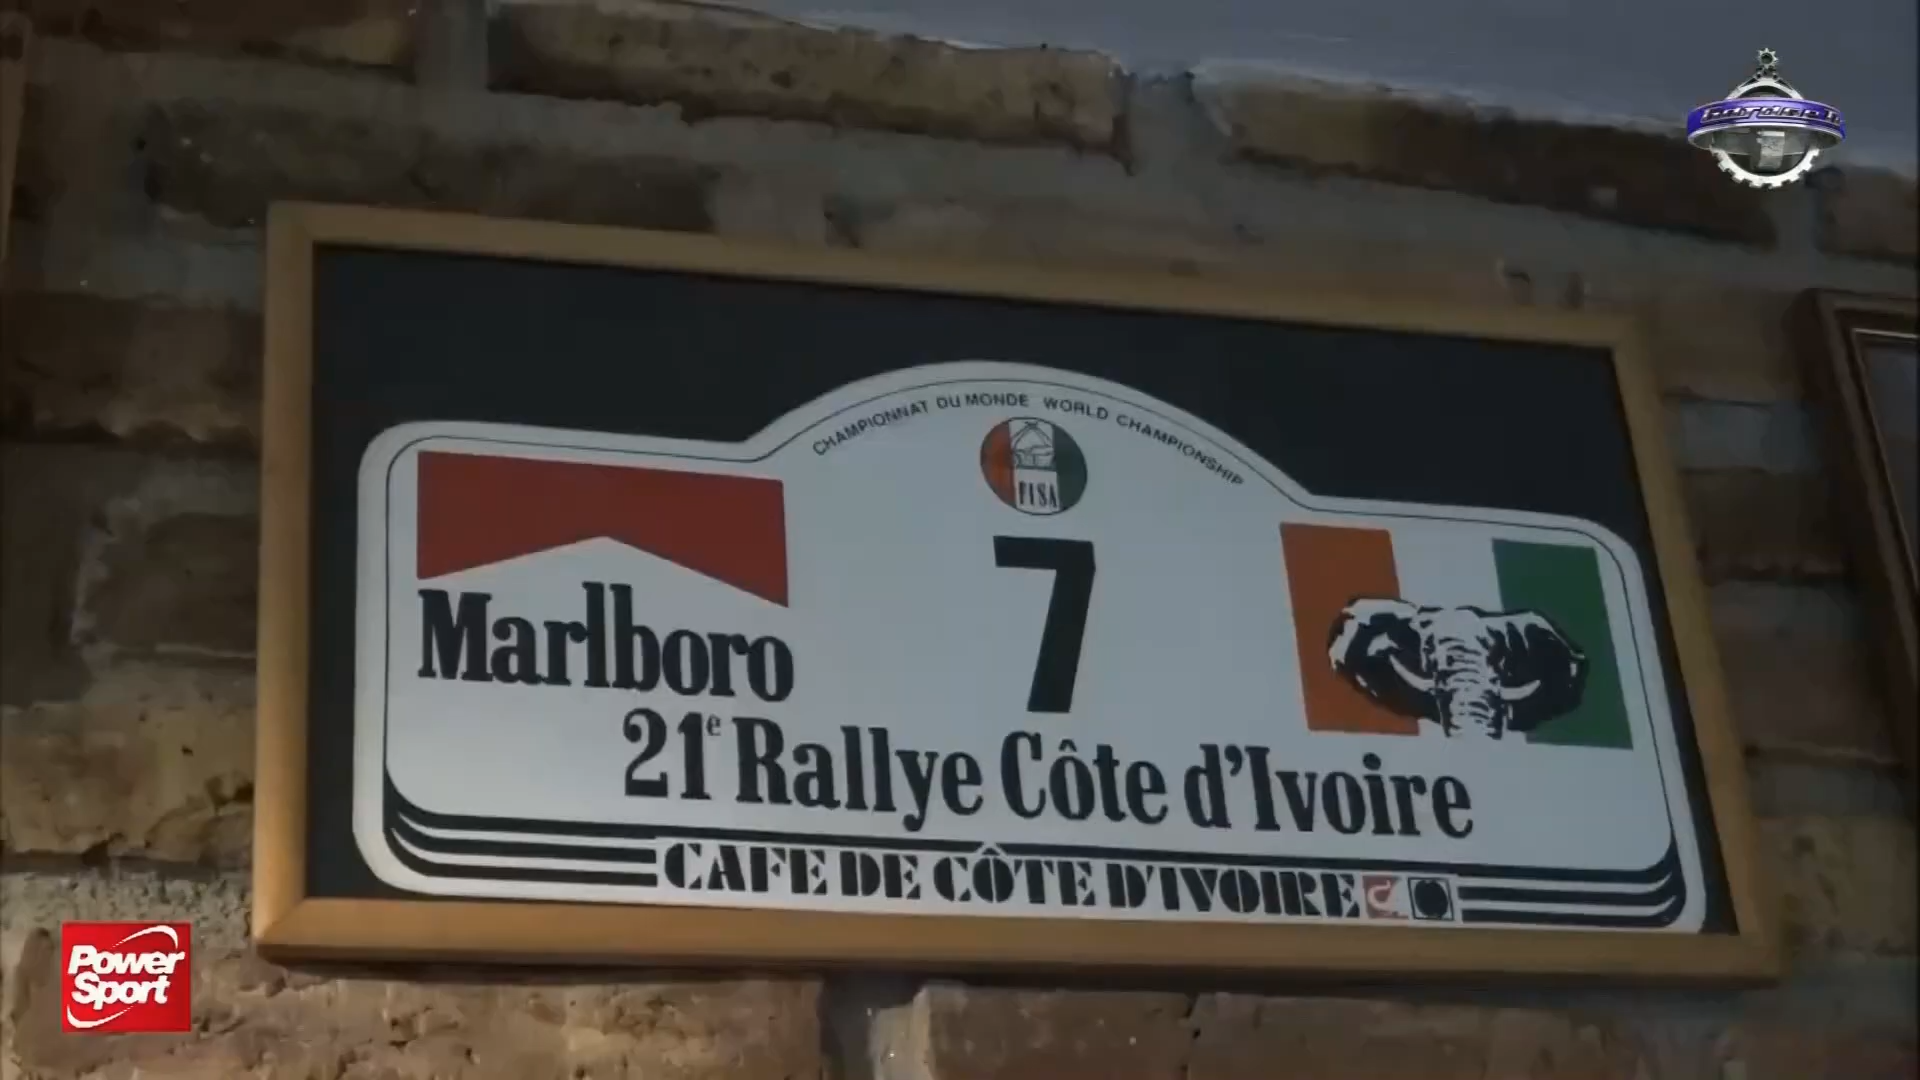 CHAMPIONNAT DU MONDE WORLD CHAMPIONSHIP
FISA
7
Marlboro
21e Rallye Côte d'Ivoire
CAFE DE CÔTE D'IVOIRE
Power
Sport